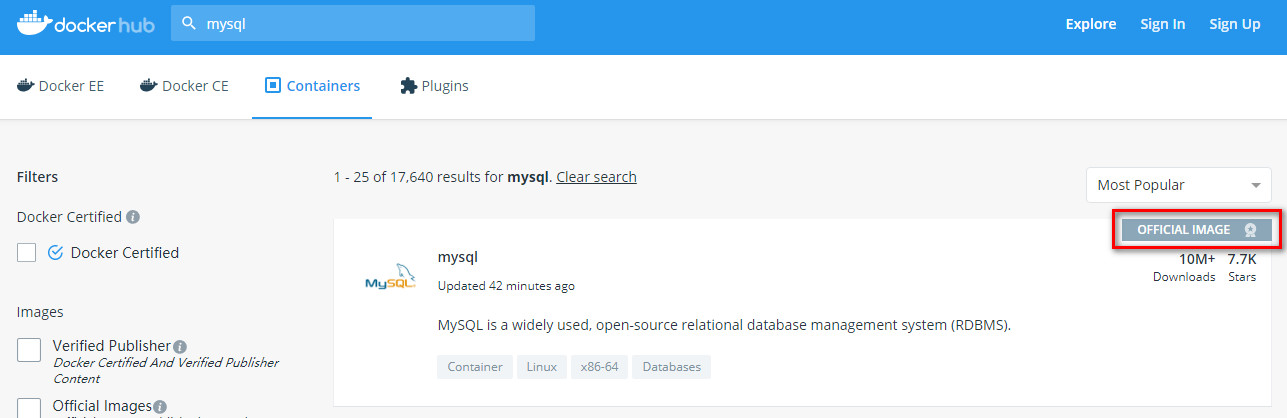 docker hub
mysql
Explore
Sign In
Sign Up
Docker EE
Docker CE
Containers
Plugins
Filters
1 - 25 of 17,640 results for mysql. Clear search
Most Popular
Docker Certified
Docker Certified
OFFICIAL IMAGE
mysql
10M+ 7.7K
Downloads Stars
MySQL
Updated 42 minutes ago
MySQL is a widely used, open-source relational database management system (RDBMS).
Container Linux x86-64 Databases
Images
Verified Publisher
Docker Certified And Verified Publisher
Content
Official Images